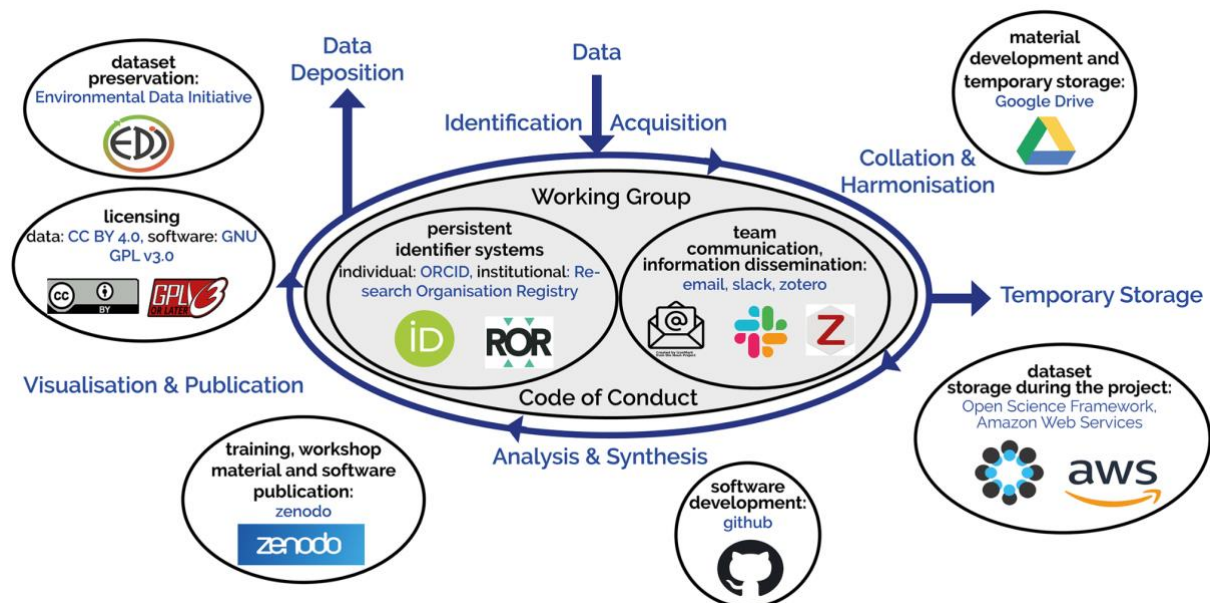 Data
Deposition
Data
Identification
Acquisition
Collation &
Harmonisation
Temporary Storage
Analysis & Synthesis
Visualisation & Publication
dataset
preservation:
Environmental Data Initiative
EDI
licensing
data: CC BY 4.0, software: GNU
GPL v3.0
cc
BY
GPLv3
OR LATER
material
development and
temporary storage:
Google Drive
Working Group
persistent
identifier systems
individual: ORCID, institutional: Re-
search Organisation Registry
iD
ROR
team
communication,
information dissemination:
email, slack, zotero
@
Z
Code of Conduct
dataset
storage during the project:
Open Science Framework,
Amazon Web Services
aws
training, workshop
material and software
publication:
zenodo
zenodo
software
development:
github